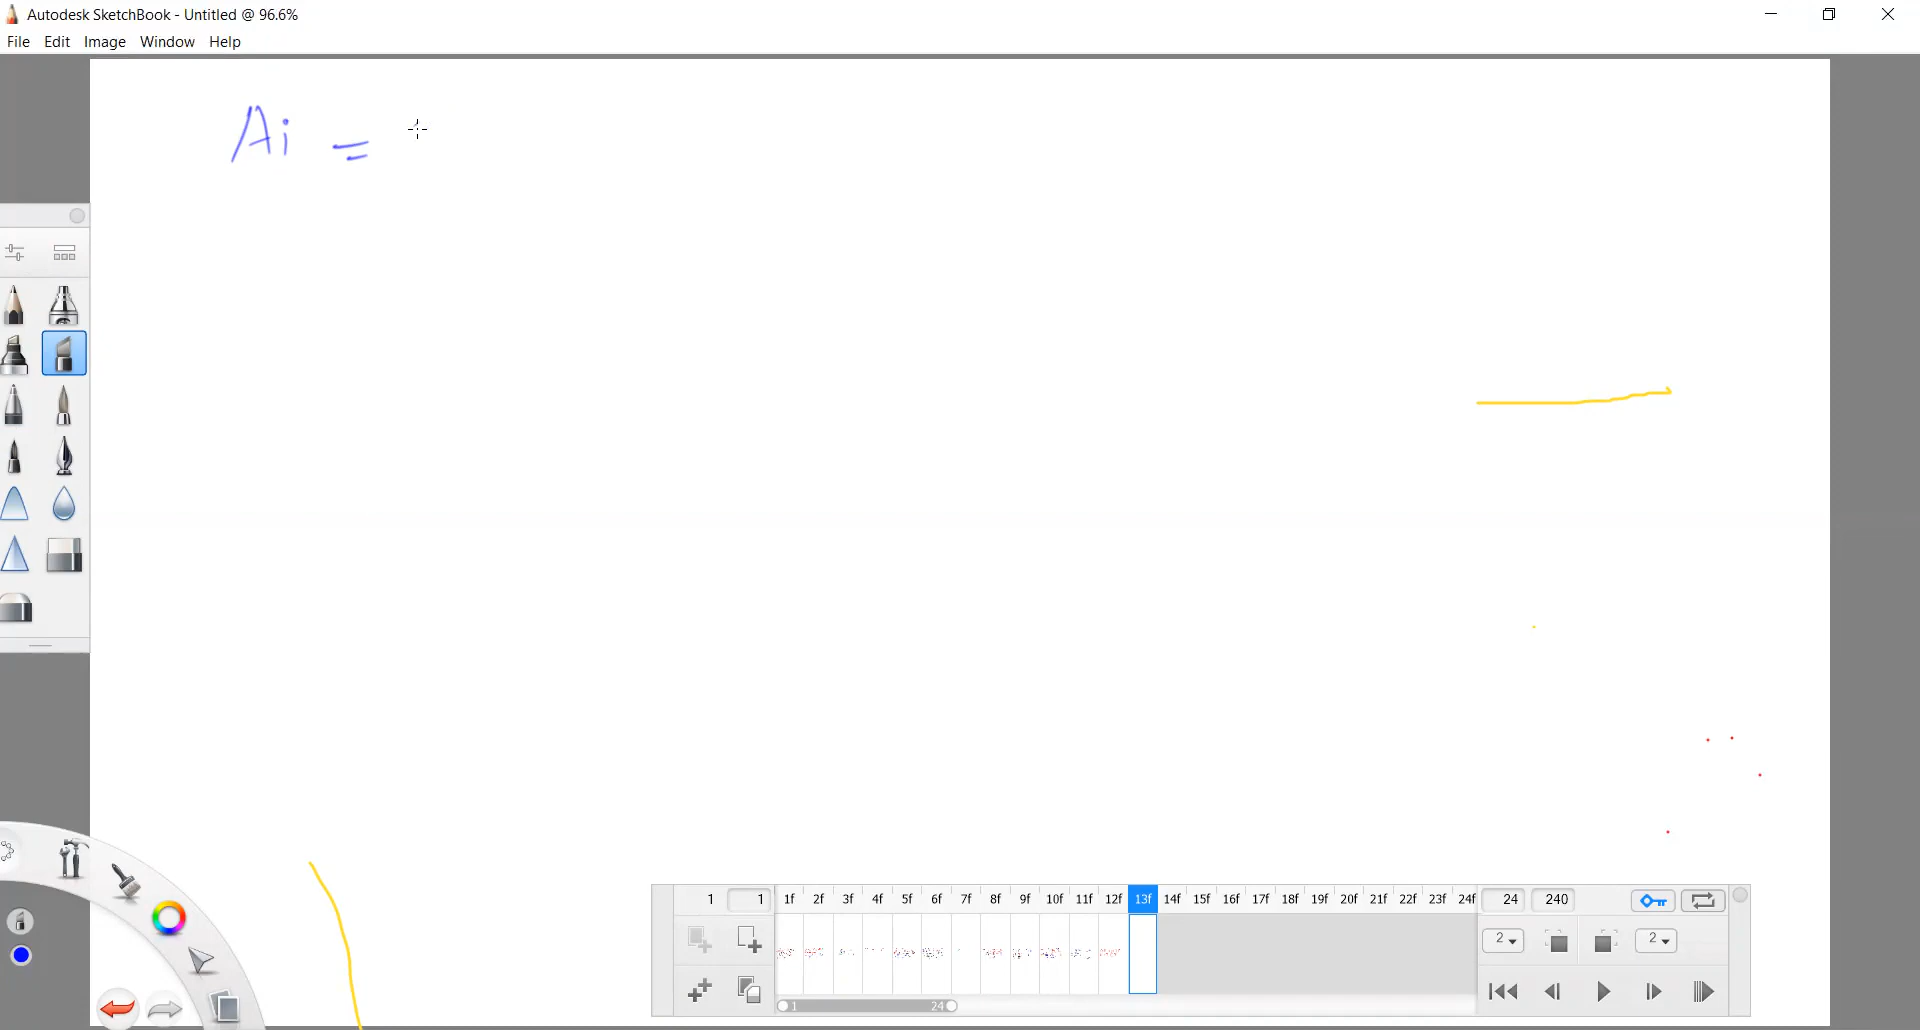 Autodesk SketchBook - Untitled @ 96.6%
File Edit Image Window Help
Ai =
1 1 1f 2f 3f 4f 5f 6f 7f 8f 9f 10f 11f 12f 13f 14f 15f 16f 17f 18f 19f 20f 21f 22f 23f 24f 24 240
2 2
1 24